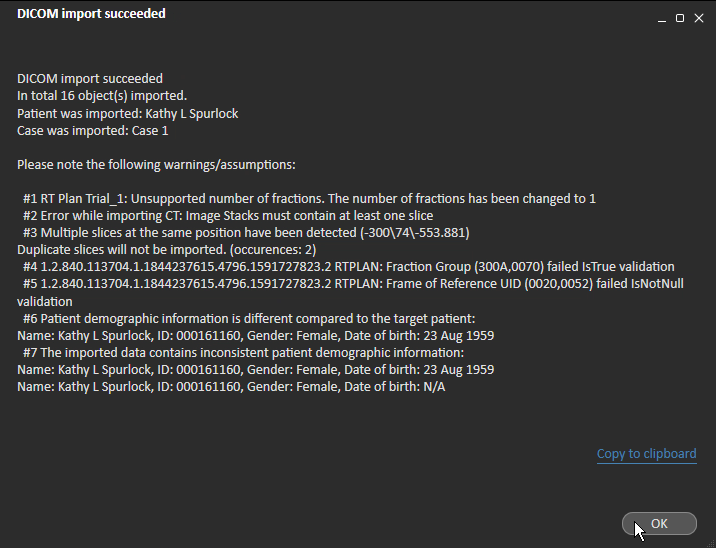 DICOM import succeeded
DICOM import succeeded
In total 16 object(s) imported.
Patient was imported: Kathy L Spurlock
Case was imported: Case 1
Please note the following warnings/assumptions:
#1 RT Plan Trial_1: Unsupported number of fractions. The number of fractions has been changed to 1
#2 Error while importing CT: Image Stacks must contain at least one slice
#3 Multiple slices at the same position have been detected (-300\74\-553.881)
Duplicate slices will not be imported. (occurences: 2)
#4 1.2.840.113704.1.1844237615.4796.1591727823.2 RTPLAN: Fraction Group (300A,0070) failed IsTrue validation
#5 1.2.840.113704.1.1844237615.4796.1591727823.2 RTPLAN: Frame of Reference UID (0020,0052) failed IsNotNull
validation
#6 Patient demographic information is different compared to the target patient:
Name: Kathy L Spurlock, ID: 000161160, Gender: Female, Date of birth: 23 Aug 1959
#7 The imported data contains inconsistent patient demographic information:
Name: Kathy L Spurlock, ID: 000161160, Gender: Female, Date of birth: 23 Aug 1959
Name: Kathy L Spurlock, ID: 000161160, Gender: Female, Date of birth: N/A
Copy to clipboard
OK